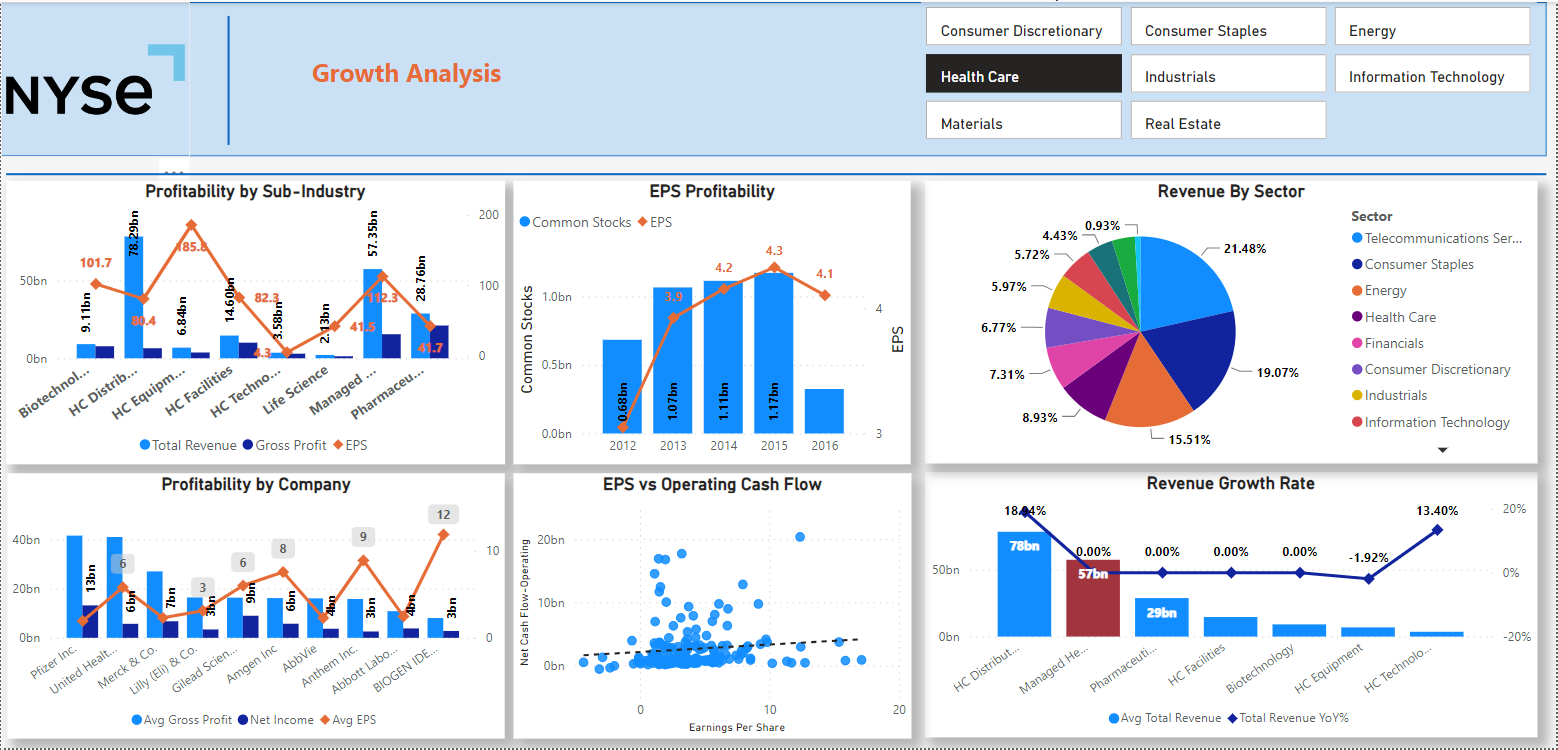 NYSE
Growth Analysis
Consumer Discretionary
Consumer Staples
Energy
Health Care
Industrials
Information Technology
Materials
Real Estate
...
Profitability by Sub-Industry
50bn
0bn
200
100
0
9.11bn
78.29bn
6.84bn
14.60bn
3.58bn
2.13bn
57.35bn
28.76bn
101.7
80.4
185.8
82.3
4.3
41.5
112.3
41.7
Biotechnol...
HC Distrib...
HC Equipm...
HC Facilities
HC Techno...
Life Science
Managed ...
Pharmaceu...
Total Revenue
Gross Profit
EPS
EPS Profitability
Common Stocks
EPS
Common Stocks
1.0bn
0.5bn
0.0bn
0.68bn
1.07bn
1.11bn
1.17bn
3.9
4.2
4.3
4.1
2012
2013
2014
2015
2016
4
3
EPS
Revenue By Sector
21.48%
19.07%
15.51%
8.93%
7.31%
6.77%
5.97%
5.72%
4.43%
0.93%
Sector
Telecommunications Ser...
Consumer Staples
Energy
Health Care
Financials
Consumer Discretionary
Industrials
Information Technology
Profitability by Company
40bn
20bn
0bn
10
0
13bn
6bn
7bn
3bn
9bn
6bn
4bn
3bn
4bn
3bn
6
3
6
8
9
12
Pfizer Inc.
United Healt...
Merck & Co.
Lilly (Eli) & Co.
Gilead Scien...
Amgen Inc
AbbVie
Anthem Inc.
Abbott Labo...
BIOGEN IDE...
Avg Gross Profit
Net Income
Avg EPS
EPS vs Operating Cash Flow
Net Cash Flow-Operating
20bn
10bn
0bn
0
10
20
Earnings Per Share
Revenue Growth Rate
50bn
0bn
20%
0%
-20%
18.94%
0.00%
0.00%
0.00%
0.00%
-1.92%
13.40%
78bn
57bn
29bn
HC Distribut...
Managed He...
Pharmaceuti...
HC Facilities
Biotechnology
HC Equipment
HC Technolo...
Avg Total Revenue
Total Revenue YoY%